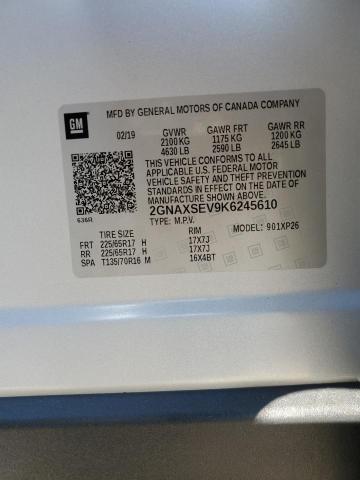 GM
MFD BY GENERAL MOTORS OF CANADA COMPANY
02/19 GVWR GAWR FRT GAWR RR
2100 KG 1175 KG 1200 KG
4630 LB 2590 LB 2645 LB
THIS VEHICLE CONFORMS TO ALL
APPLICABLE U.S. FEDERAL MOTOR
VEHICLE SAFETY STANDARDS IN
EFFECT ON THE DATE OF
MANUFACTURE SHOWN ABOVE.
2GNAXSEV9K6245610
636R TYPE: M.P.V. MODEL: 901XP26
TIRE SIZE RIM
FRT 225/65R17 H 17X7J
RR 225/65R17 H 17X7J
SPA T135/70R16 M 16X4BT